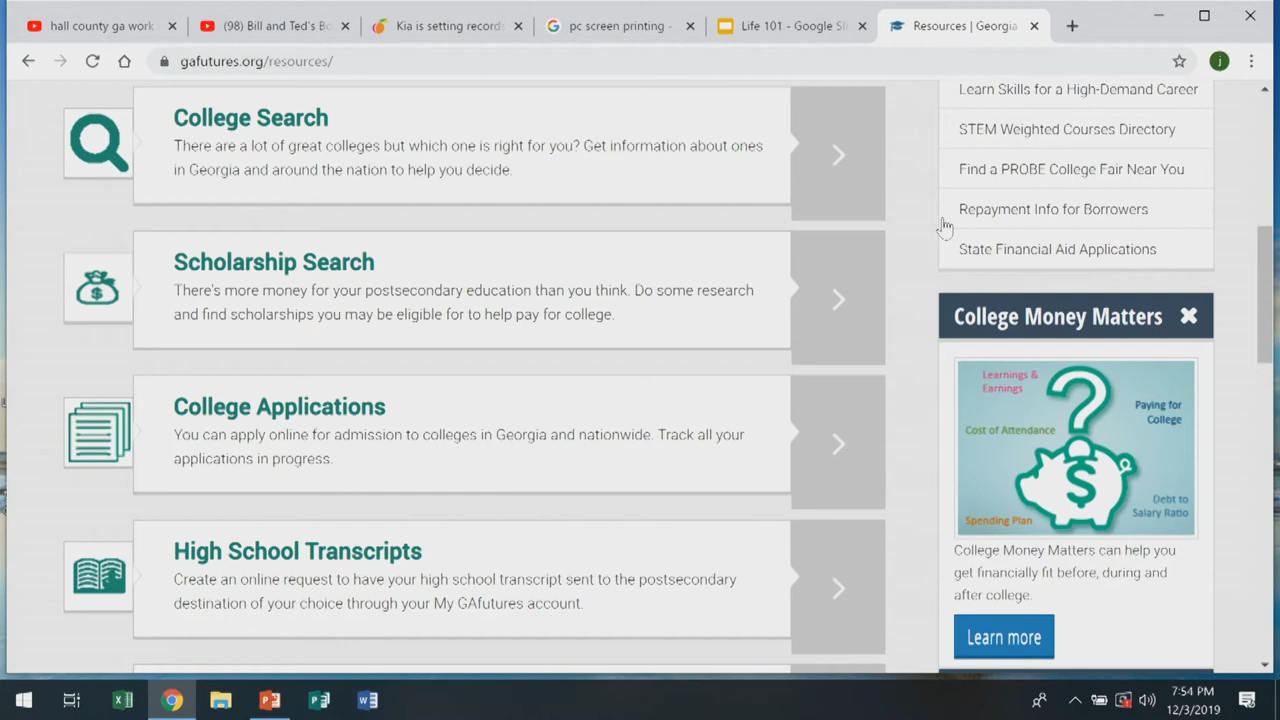 hall county ga work
(98) Bill and Ted's Bo
Kia is setting records
pc screen printing -
Life 101 - Google Sli
Resources | Georgia
gafutures.org/resources/
j
College Search
There are a lot of great colleges but which one is right for you? Get information about ones
in Georgia and around the nation to help you decide.
Scholarship Search
There's more money for your postsecondary education than you think. Do some research
and find scholarships you may be eligible for to help pay for college.
College Applications
You can apply online for admission to colleges in Georgia and nationwide. Track all your
applications in progress.
High School Transcripts
Create an online request to have your high school transcript sent to the postsecondary
destination of your choice through your My GAfutures account.
Learn Skills for a High-Demand Career
STEM Weighted Courses Directory
Find a PROBE College Fair Near You
Repayment Info for Borrowers
State Financial Aid Applications
College Money Matters
Learning &
Earnings
Paying for
College
Cost of Attendance
Debt to
Salary Ratio
Spending Plan
College Money Matters can help you
get financially fit before, during and
after college.
Learn more
7:54 PM
12/3/2019